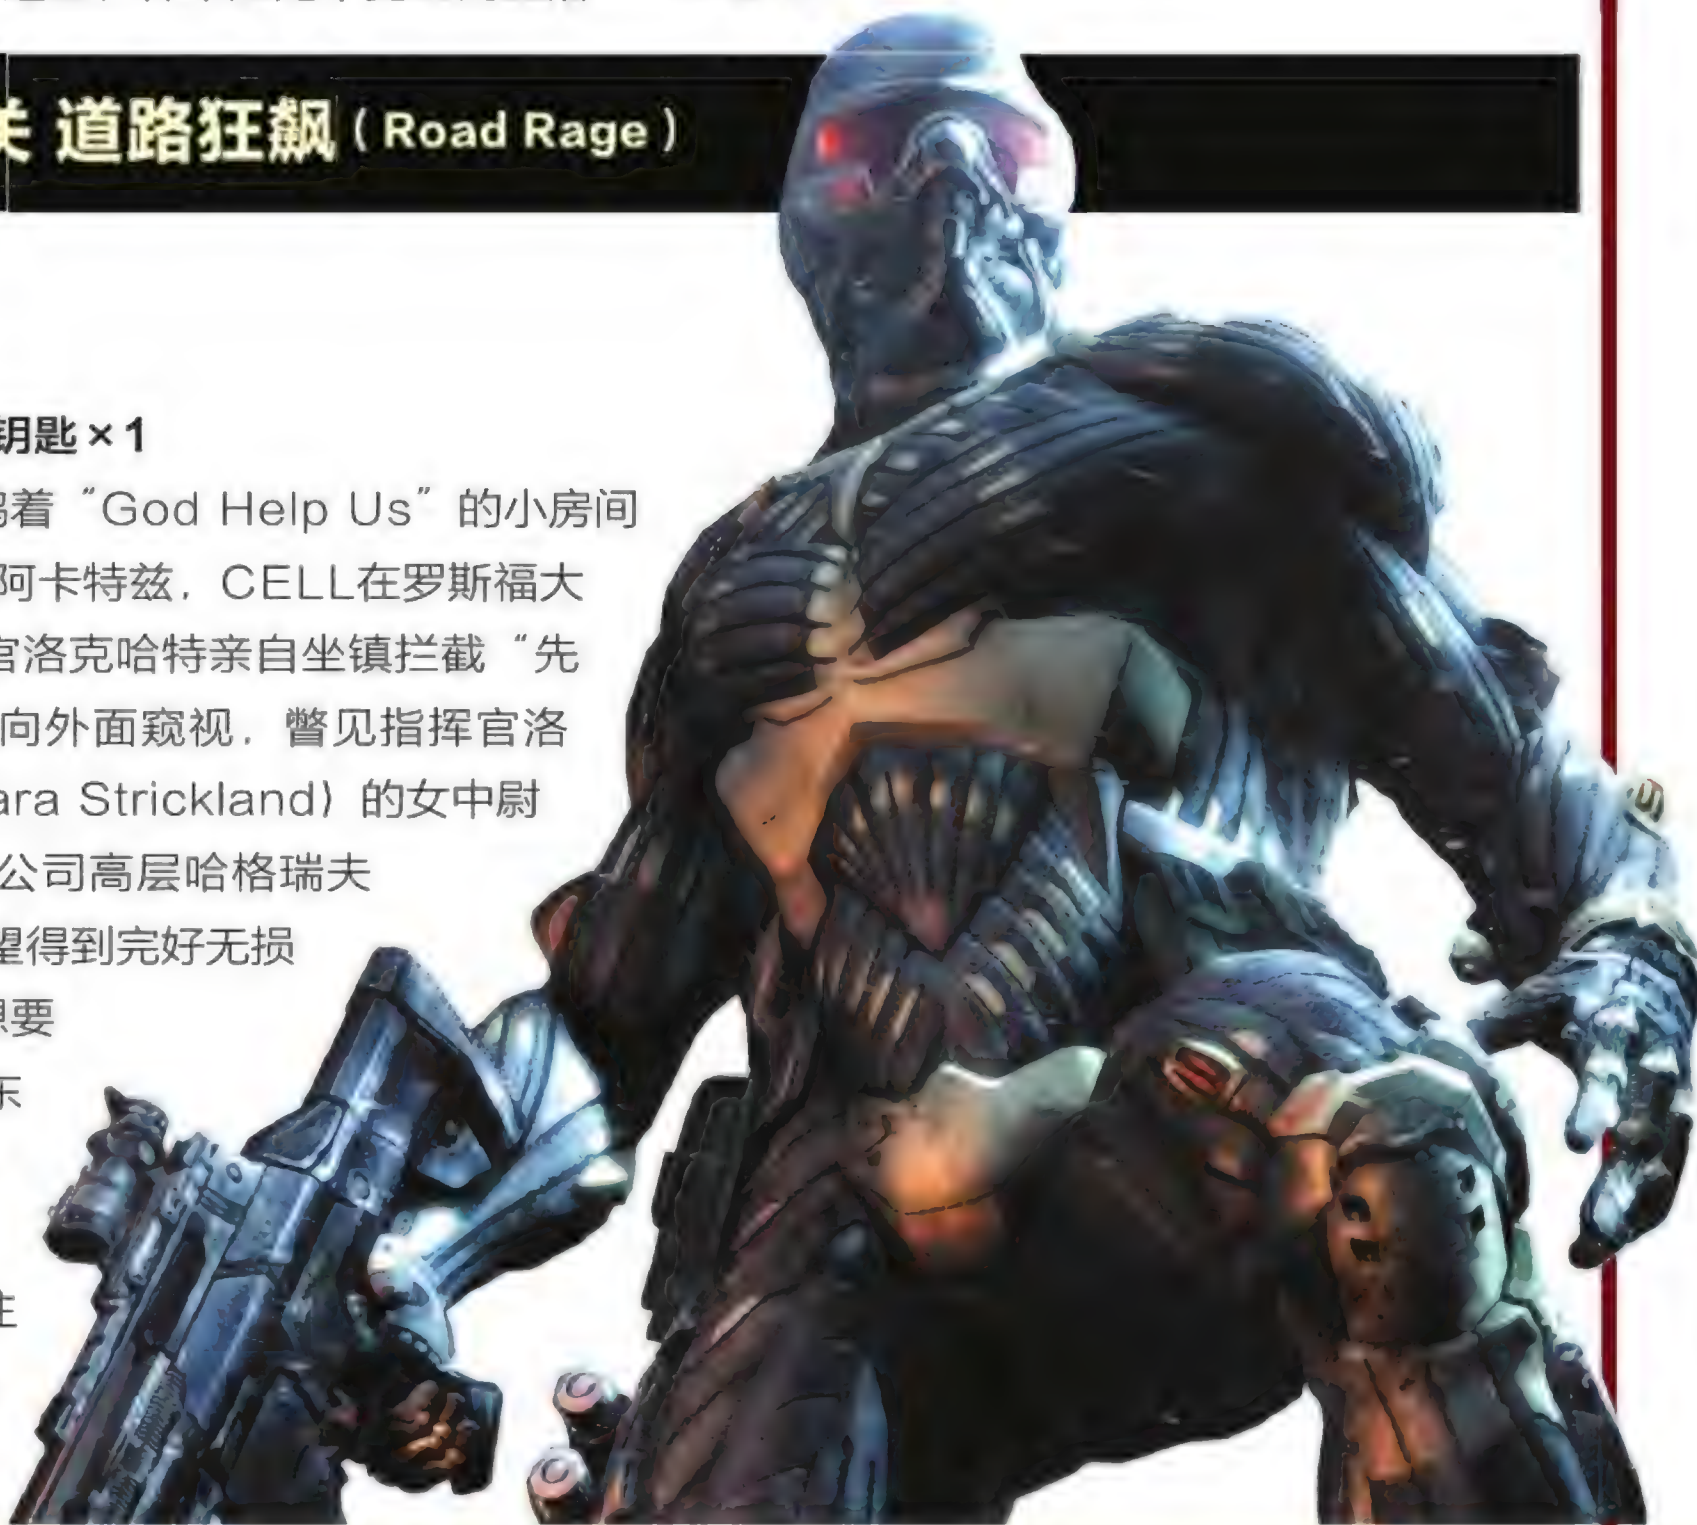 关 道路狂飙（Road Rage）
钥匙×1
着“God Help Us”的小房间
阿卡特兹，CELL在罗斯福大
官洛克哈特亲自坐镇拦截“先
向外面窥视，瞥见指挥官洛
ara Strickland）的女中尉
公司高层哈格瑞夫
望得到完好无损
想要
东
主